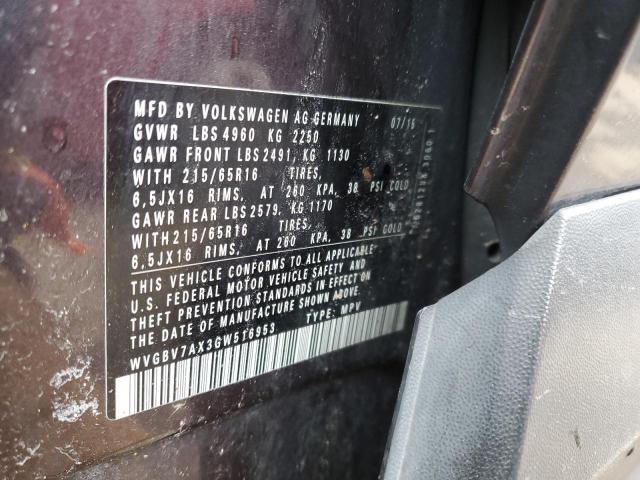 MFD BY VOLKSWAGEN AG GERMANY 07/15
GVWR LBS 4960 KG 2250
GAWR FRONT LBS 2491, KG 1130
WITH 215/65R16 TIRES,
6,5JX16 RIMS, AT 260 KPA, 38 PSI COLD
GAWR REAR LBS 2579, KG 1170
WITH 215/65R16 TIRES,
6,5JX16 RIMS, AT 260 KPA, 38 PSI COLD
THIS VEHICLE CONFORMS TO ALL APPLICABLE
U.S. FEDERAL MOTOR VEHICLE SAFETY AND
THEFT PREVENTION STANDARDS IN EFFECT ON
THE DATE OF MANUFACTURE SHOWN ABOVE.
WVGBV7AX3GW516953 TYPE: MPV